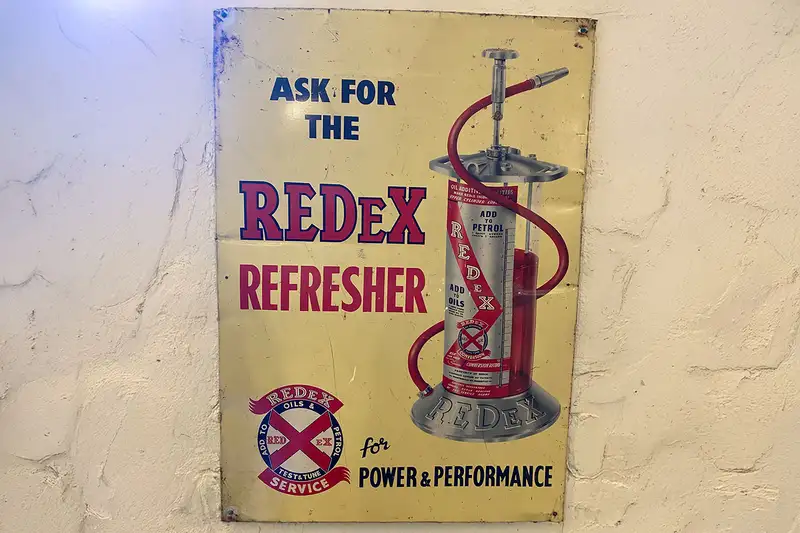 ASK FOR
THE
REDEX
REFRESHER
ADD
TO
PETROL
REDEX
ADD
TO
OILS
REDEX
REDEX
REDEX
OILS &
ADD TO
PETROL
RED EX
TEST & TUNE
SERVICE
for
POWER & PERFORMANCE